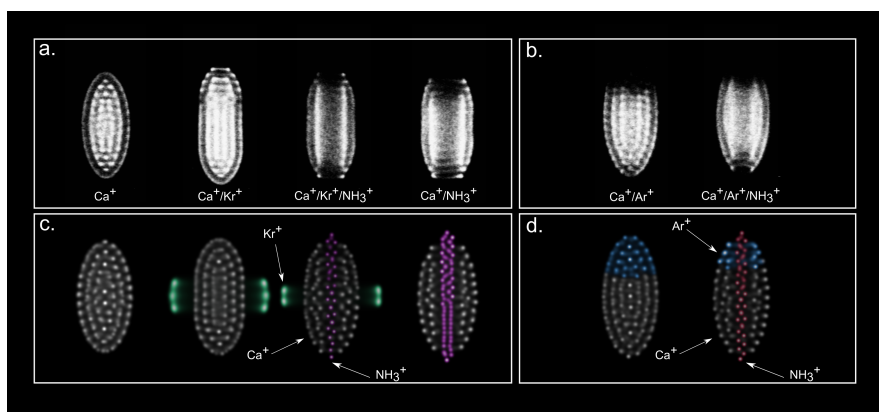 a.
Ca⁺
Ca⁺/Kr⁺
Ca⁺/Kr⁺/NH₃⁺
Ca⁺/NH₃⁺
b.
Ca⁺/Ar⁺
Ca⁺/Ar⁺/NH₃⁺
c.
Kr⁺
Ca⁺
NH₃⁺
d.
Ar⁺
Ca⁺
NH₃⁺